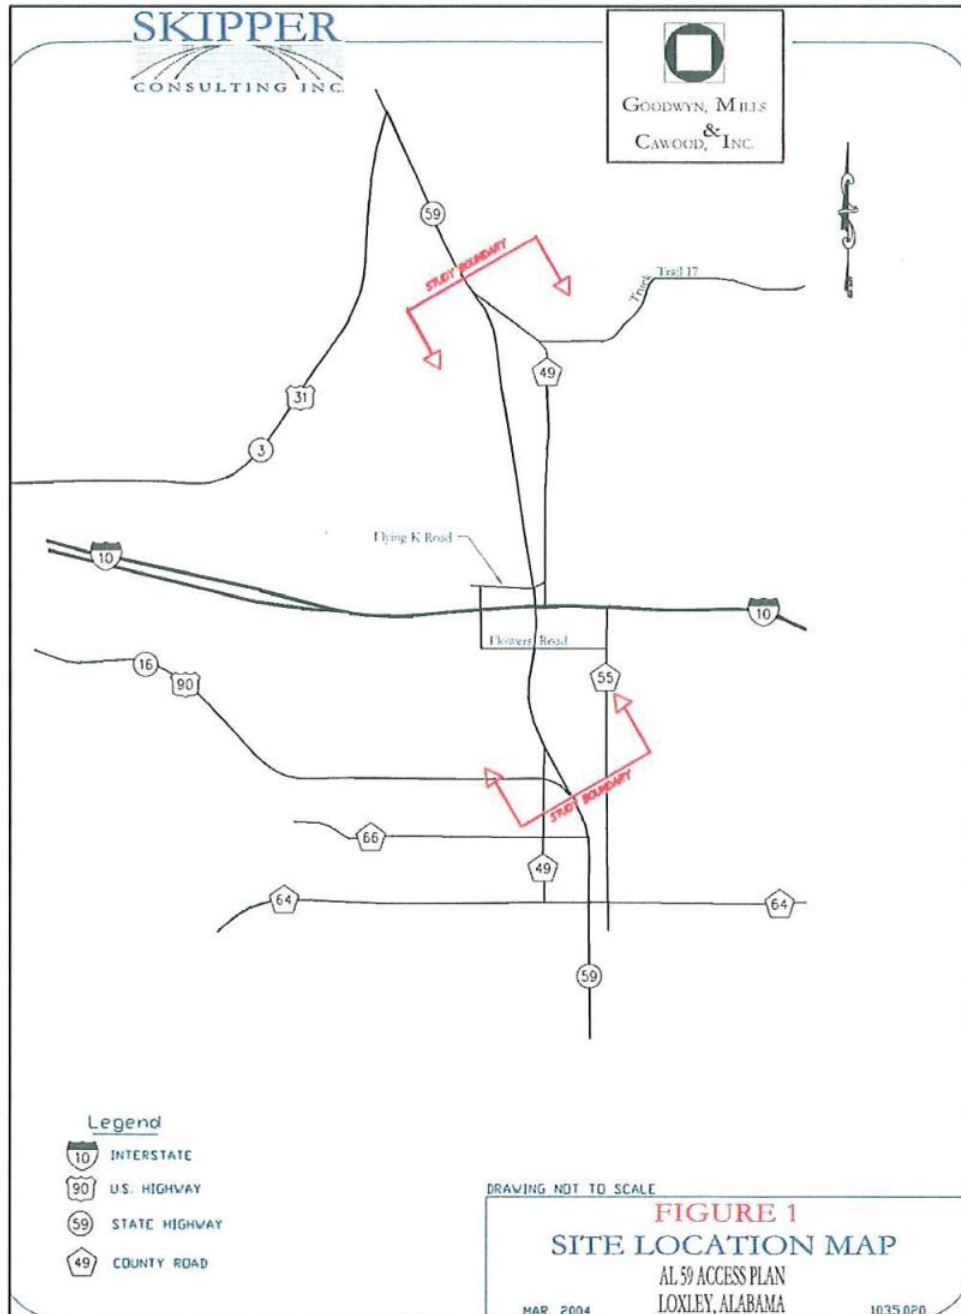 SKIPPER
CONSULTING INC.
GOODWYN, MILLS
&
CAWOOD, INC.
59
STUDY BOUNDARY
Truck Trail 17
49
31
3
Flying K Road
10
10
Flowers Road
16
90
55
STUDY BOUNDARY
66
49
64
64
59
Legend
10 INTERSTATE
90 U.S. HIGHWAY
59 STATE HIGHWAY
49 COUNTY ROAD
DRAWING NOT TO SCALE
FIGURE 1
SITE LOCATION MAP
AL 59 ACCESS PLAN
LOXLEY, ALABAMA
MAR. 2004
1035.020